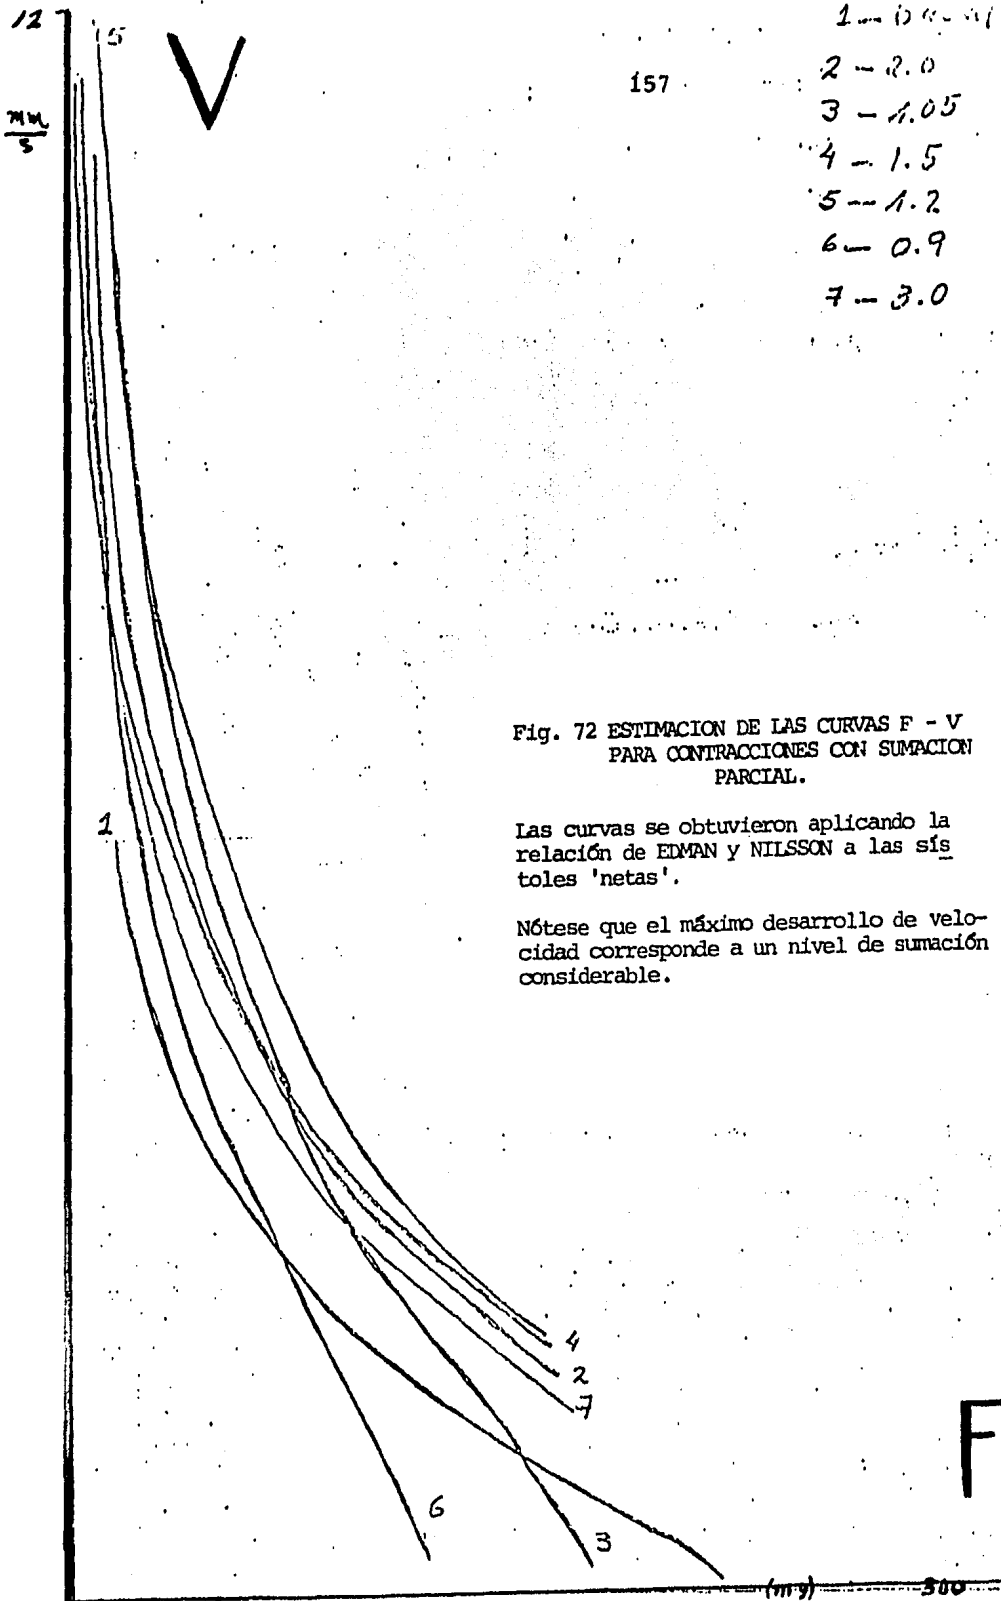 12
5
V
mm
s
157
1 —
2 - 2.0
3 - 1.05
4 - 1.5
5 - 1.2
6 - 0.9
7 - 3.0
Fig. 72 ESTIMACION DE LAS CURVAS F - V
PARA CONTRACCIONES CON SUMACION
PARCIAL.
Las curvas se obtuvieron aplicando la
relación de EDMAN y NILSSON a las sís
toles 'netas'.
Nótese que el máximo desarrollo de velo-
cidad corresponde a un nivel de sumación
considerable.
1
4
2
7
F
6
3
(mg) 500